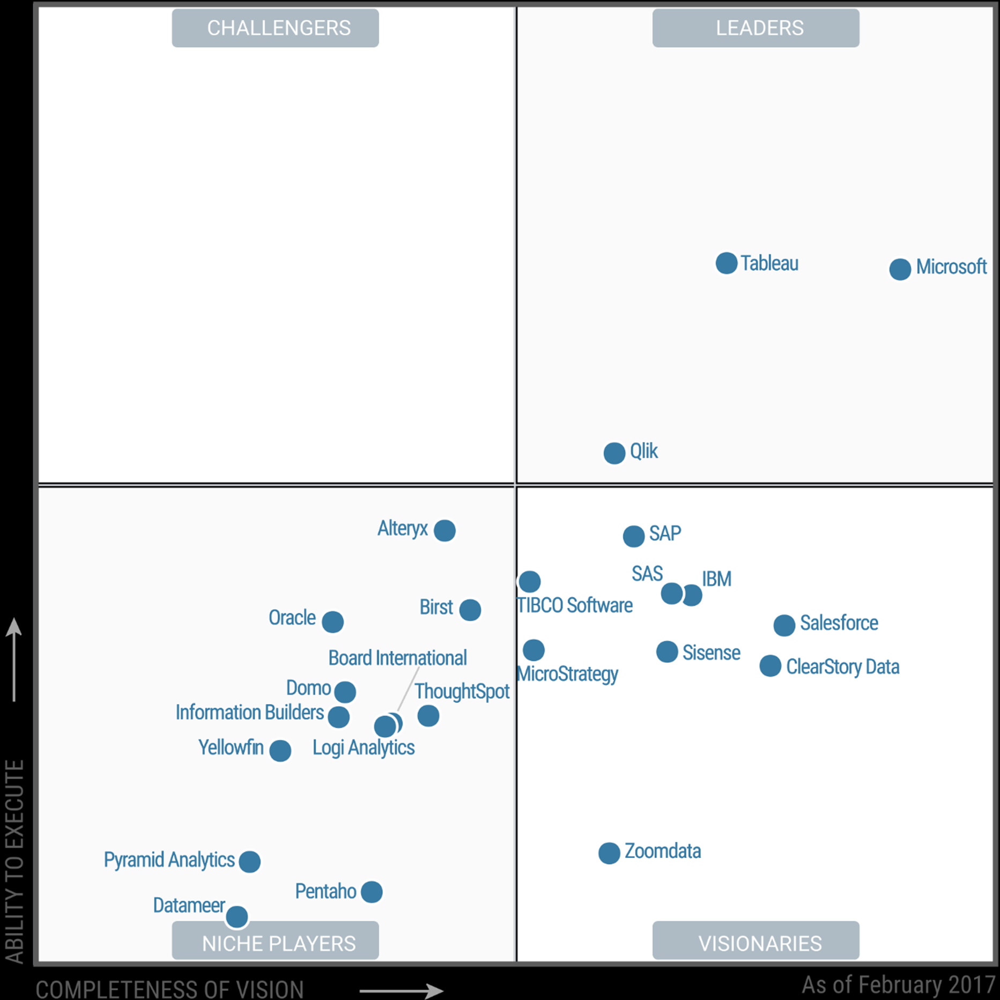 CHALLENGERS
LEADERS
Tableau
Microsoft
Qlik
Alteryx
SAP
SAS
IBM
TIBCO Software
Birst
Oracle
Salesforce
Board International
Sisense
ClearStory Data
MicroStrategy
Domo
ThoughtSpot
Information Builders
Yellowfin
Logi Analytics
Zoomdata
Pyramid Analytics
Pentaho
Datameer
NICHE PLAYERS
VISIONARIES
ABILITY TO EXECUTE
COMPLETENESS OF VISION
As of February 2017